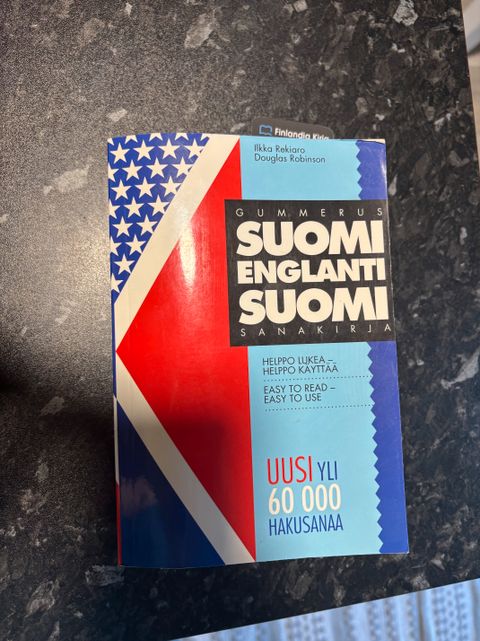 Finlandia Kirja
Ilkka Rekiaro
Douglas Robinson
GUMMERUS
SUOMI
ENGLANTI
SUOMI
SANAKIRJA
HELPPO LUKEA –
HELPPO KÄYTTÄÄ
EASY TO READ –
EASY TO USE
UUSI YLI
60 000
HAKUSANAA